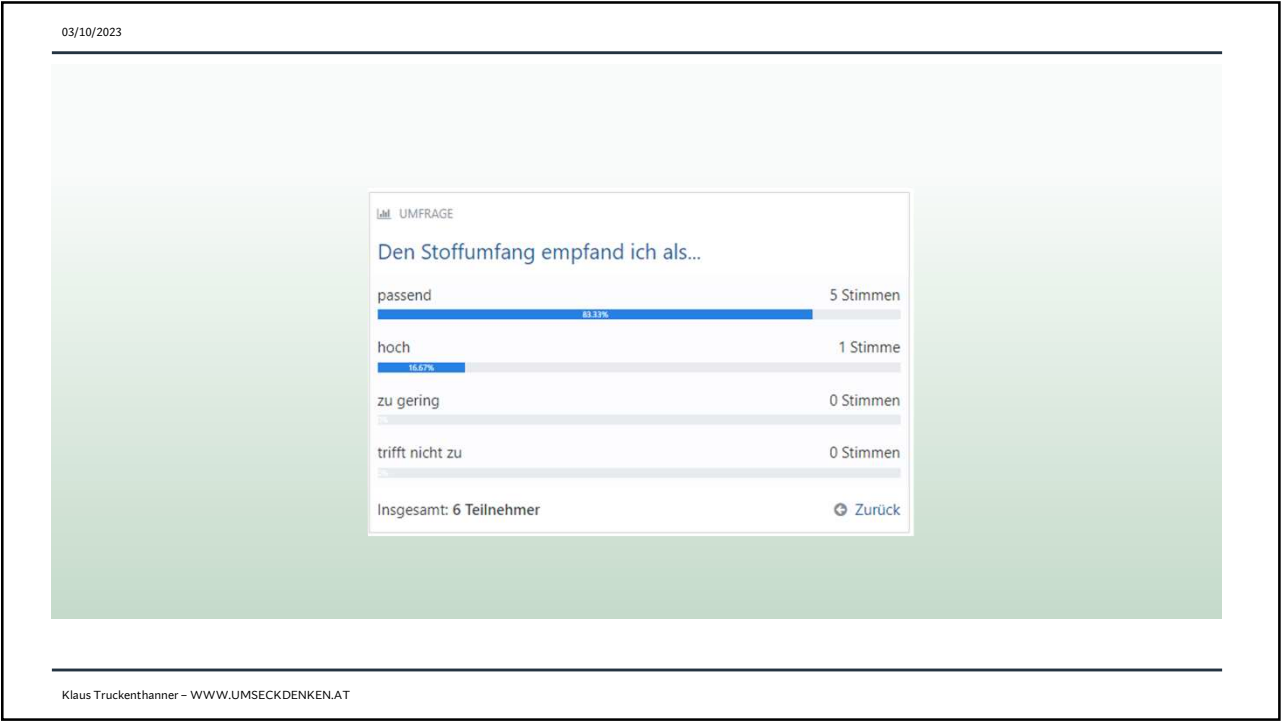 03/10/2023
UMFRAGE
Den Stoffumfang empfand ich als...
passend 5 Stimmen
83.33%
hoch 1 Stimme
16.67%
zu gering 0 Stimmen
trifft nicht zu 0 Stimmen
Insgesamt: 6 Teilnehmer Zurück
Klaus Truckenthanner – WWW.UMSECKDENKEN.AT